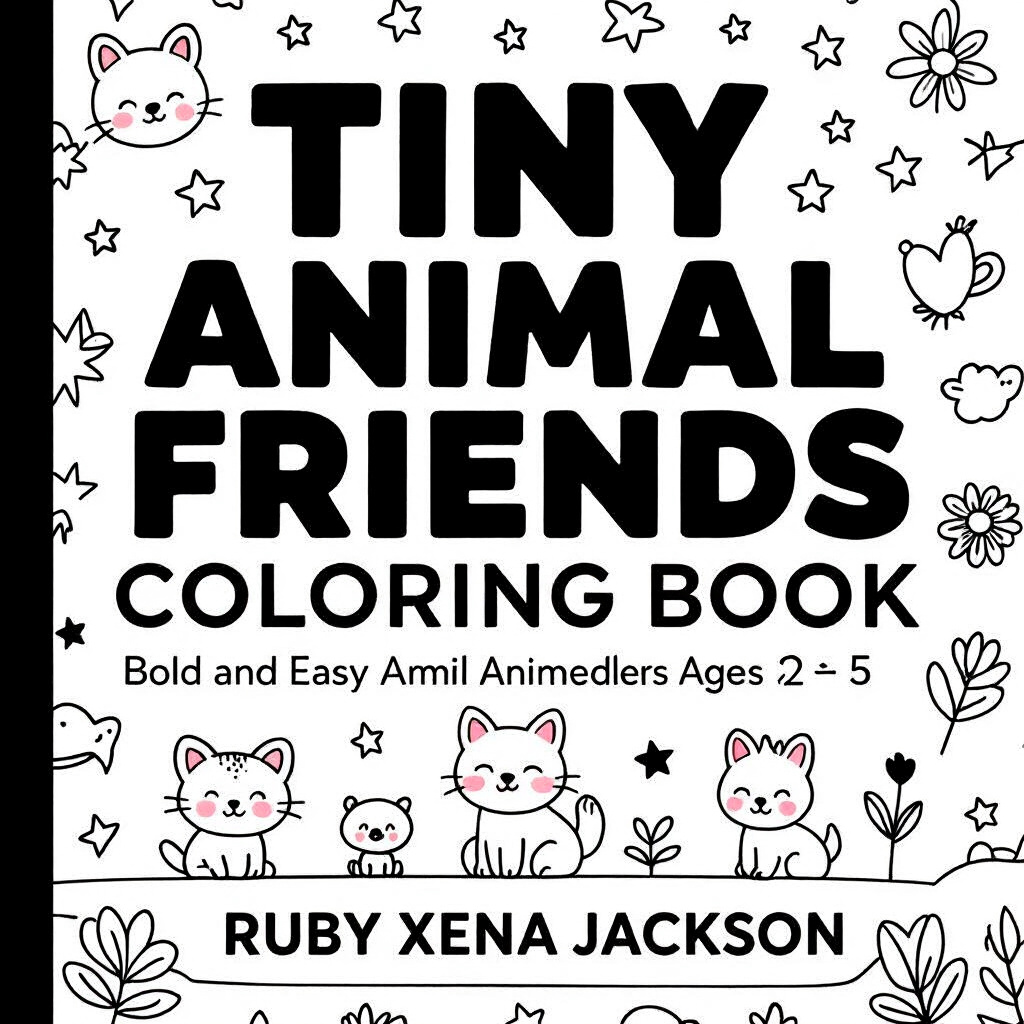 TINY
ANIMAL
FRIENDS
COLORING BOOK
Bold and Easy Amil Animedlers Ages 2 - 5
RUBY XENA JACKSON